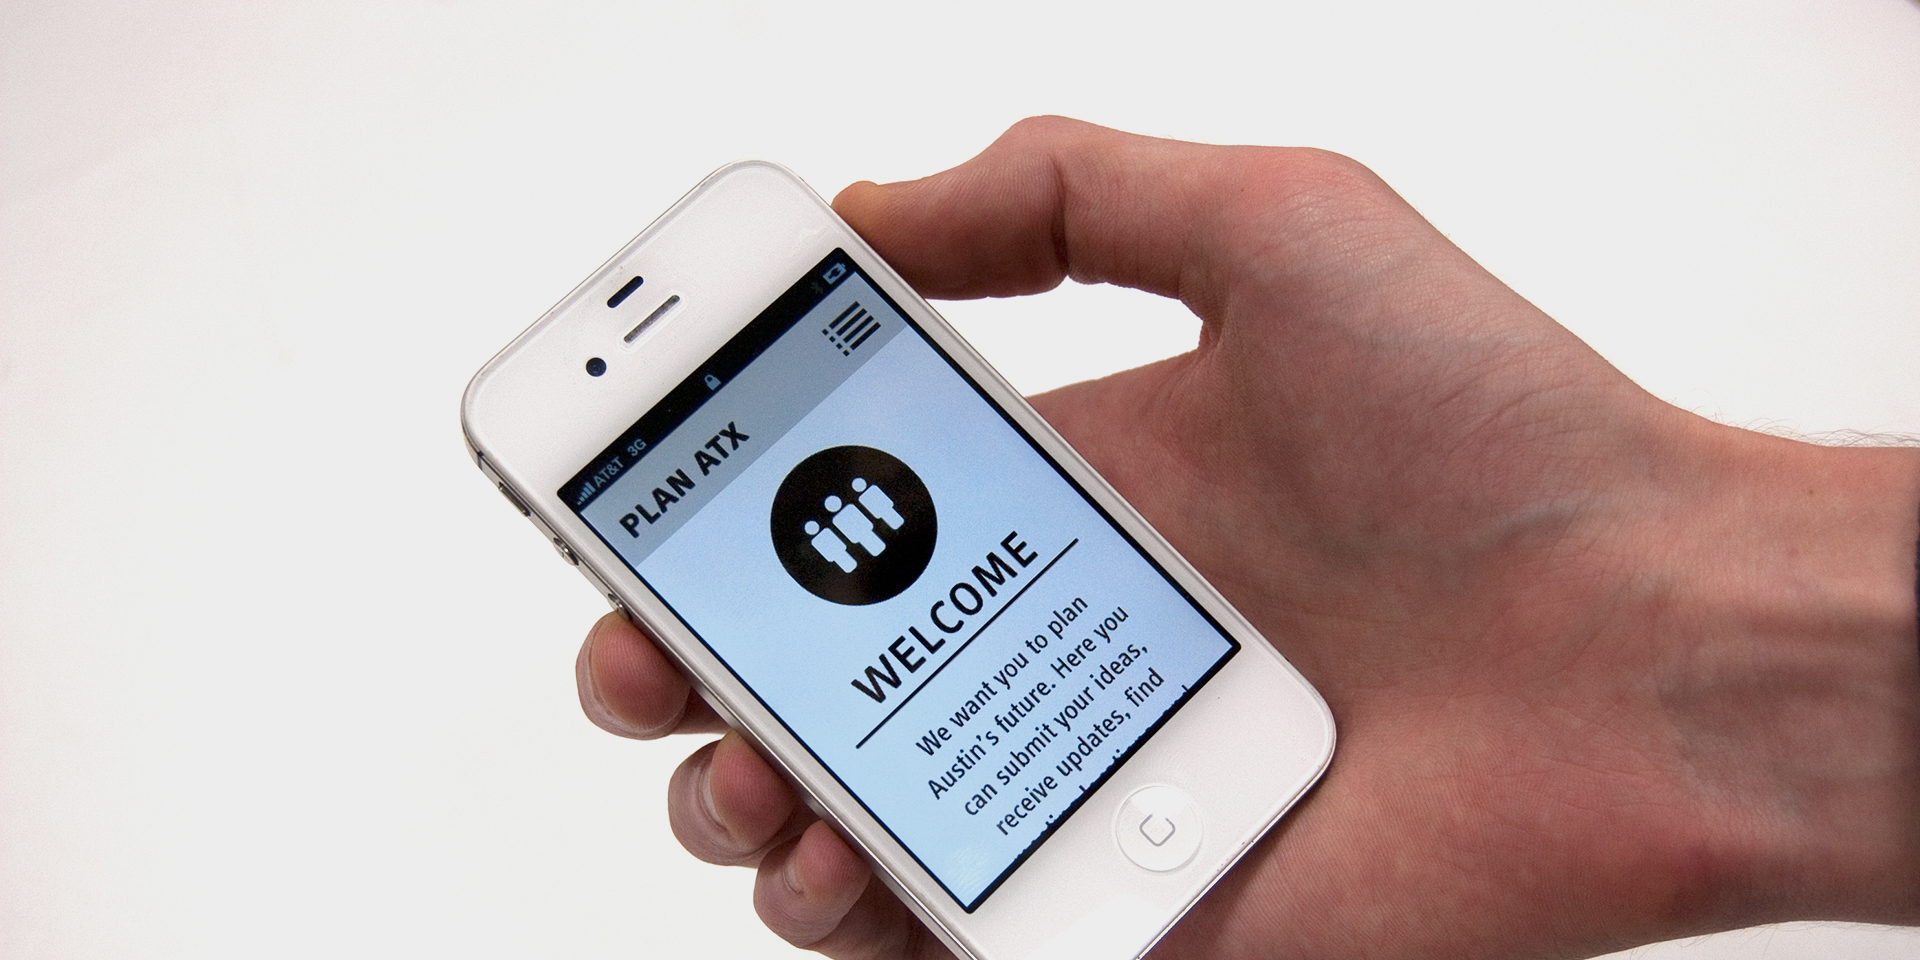 AT&T 3G
PLAN ATX
WELCOME
We want you to plan
Austin's future. Here you
can submit your ideas,
receive updates, find